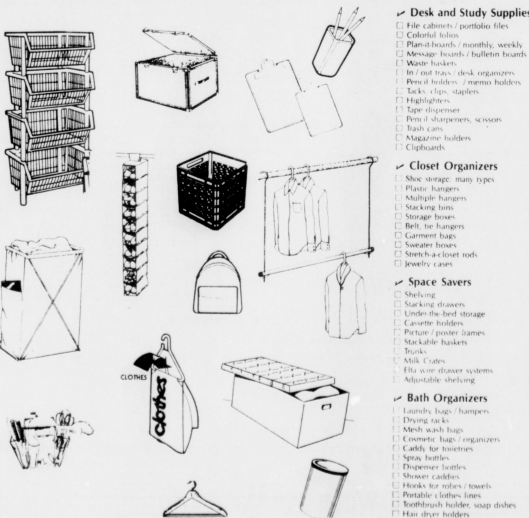 ✓ Desk and Study Supplies
☐ File cabinets / portfolio files
☐ Colorful folios
☐ Plan-it-boards / monthly, weekly
☐ Message boards / bulletin boards
☐ Waste baskets
☐ In / out trays / desk organizers
☐ Pencil holders / memo holders
☐ Tacks, clips, staplers
☐ Highlighters
☐ Tape dispenser
☐ Pencil sharpeners, scissors
☐ Trash cans
☐ Magazine holders
☐ Clipboards
✓ Closet Organizers
☐ Shoe storage, many types
☐ Plastic hangers
☐ Multiple hangers
☐ Stacking bins
☐ Storage boxes
☐ Belt, tie hangers
☐ Garment bags
☐ Sweater boxes
☐ Stretch-a-closet rods
☐ Jewelry cases
✓ Space Savers
☐ Shelving
☐ Stacking drawers
☐ Under-the-bed storage
☐ Cassette holders
☐ Picture / poster frames
☐ Stackable baskets
☐ Trunks
☐ Milk Crates
☐ Elfa wire drawer systems
☐ Adjustable shelving
✓ Bath Organizers
☐ Laundry bags / hampers
☐ Drying racks
☐ Mesh wash bags
☐ Cosmetic bags / organizers
☐ Caddy for toiletries
☐ Spray bottles
☐ Dispenser bottles
☐ Shower caddies
☐ Hooks for robes / towels
☐ Portable clothes lines
☐ Toothbrush holder, soap dishes
☐ Hair dryer holders
CLOTHES
clothes